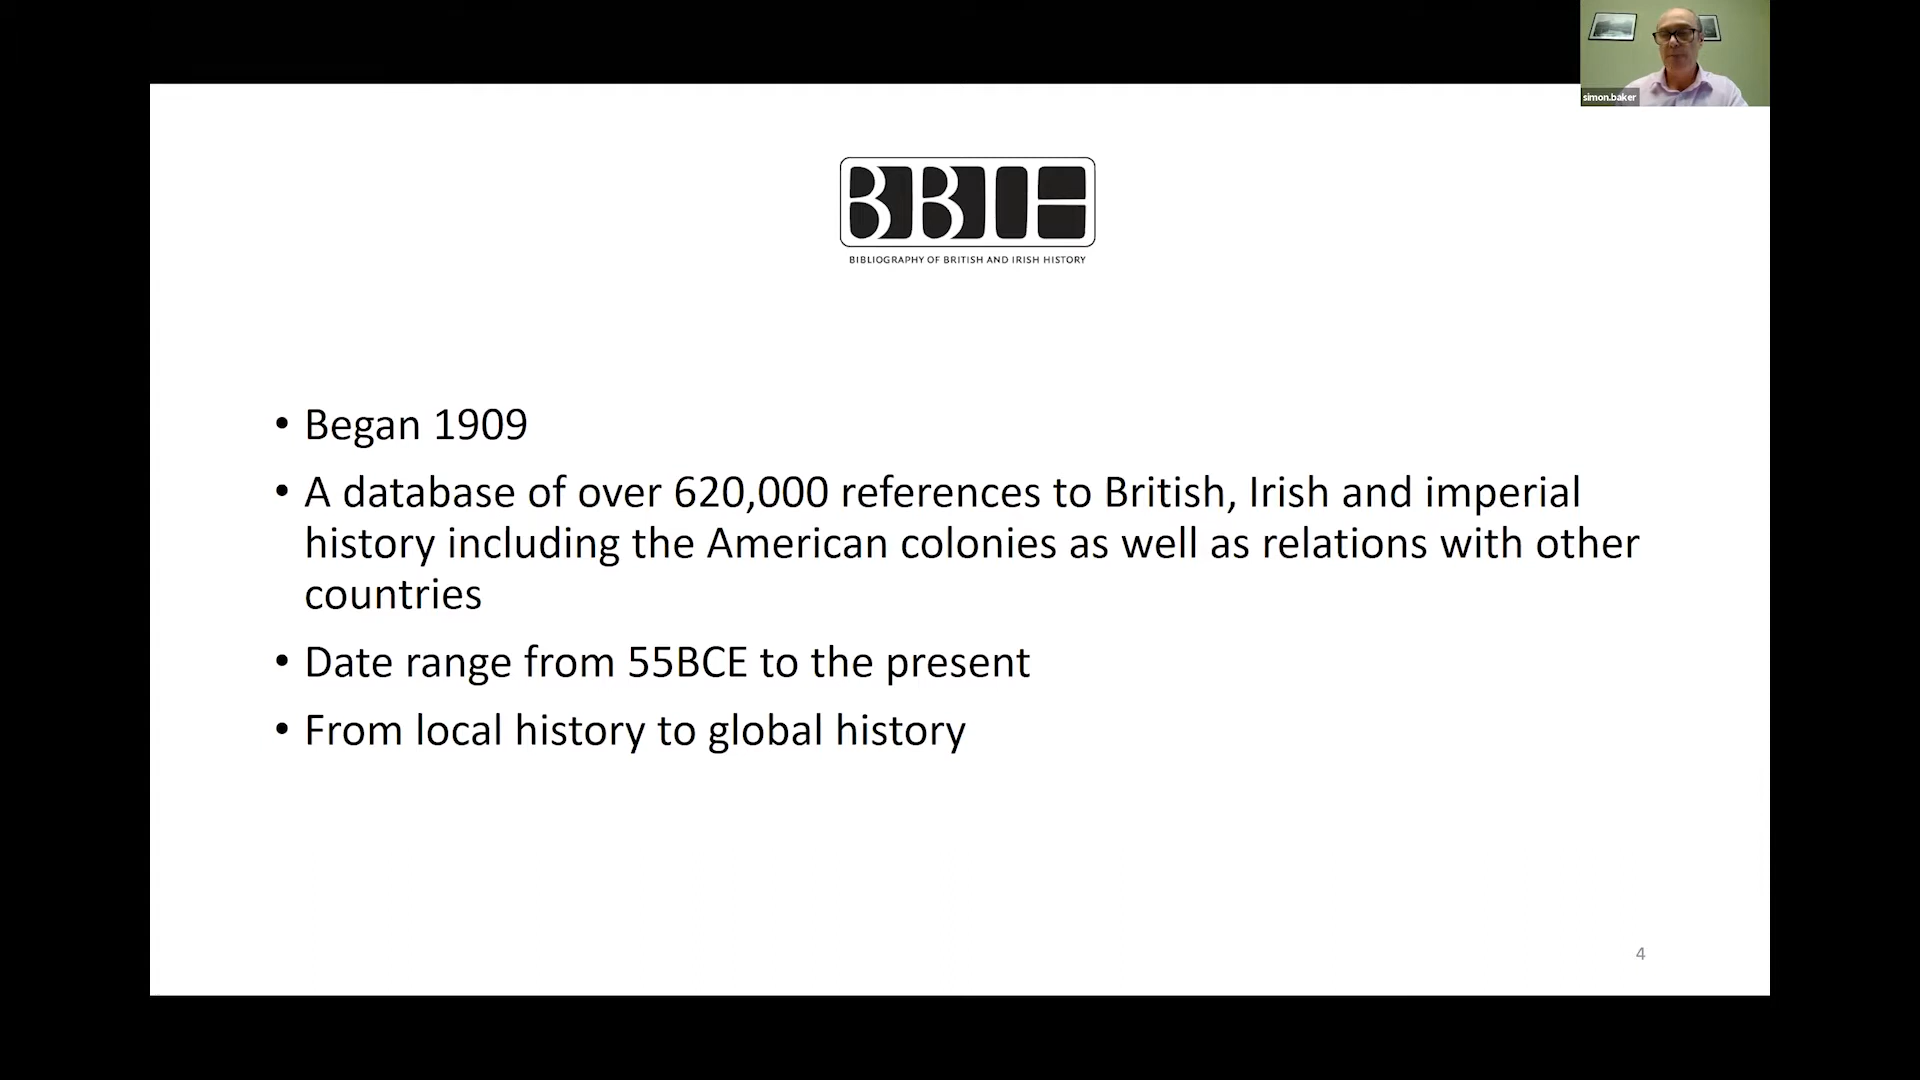 simon.baker
BBIH
BIBLIOGRAPHY OF BRITISH AND IRISH HISTORY
• Began 1909
• A database of over 620,000 references to British, Irish and imperial
history including the American colonies as well as relations with other
countries
• Date range from 55BCE to the present
• From local history to global history
4